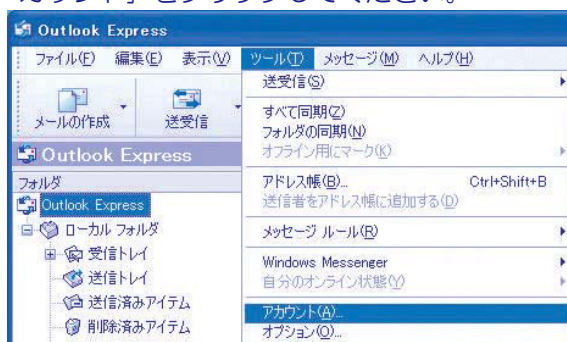 カウント」をクリックしてください。
Outlook Express
ファイル(F) 編集(E) 表示(V) ツール(T) メッセージ(M) ヘルプ(H)
メールの作成 送受信
Outlook Express
フォルダ
Outlook Express
ローカル フォルダ
受信トレイ
送信トレイ
送信済みアイテム
削除済みアイテム
送受信(S)
すべて同期(Z)
フォルダの同期(N)
オフライン用にマーク(K)
アドレス帳(B)... Ctrl+Shift+B
送信者をアドレス帳に追加する(D)
メッセージ ルール(R)
Windows Messenger
自分のオンライン状態(Y)
アカウント(A)...
オプション(O)...